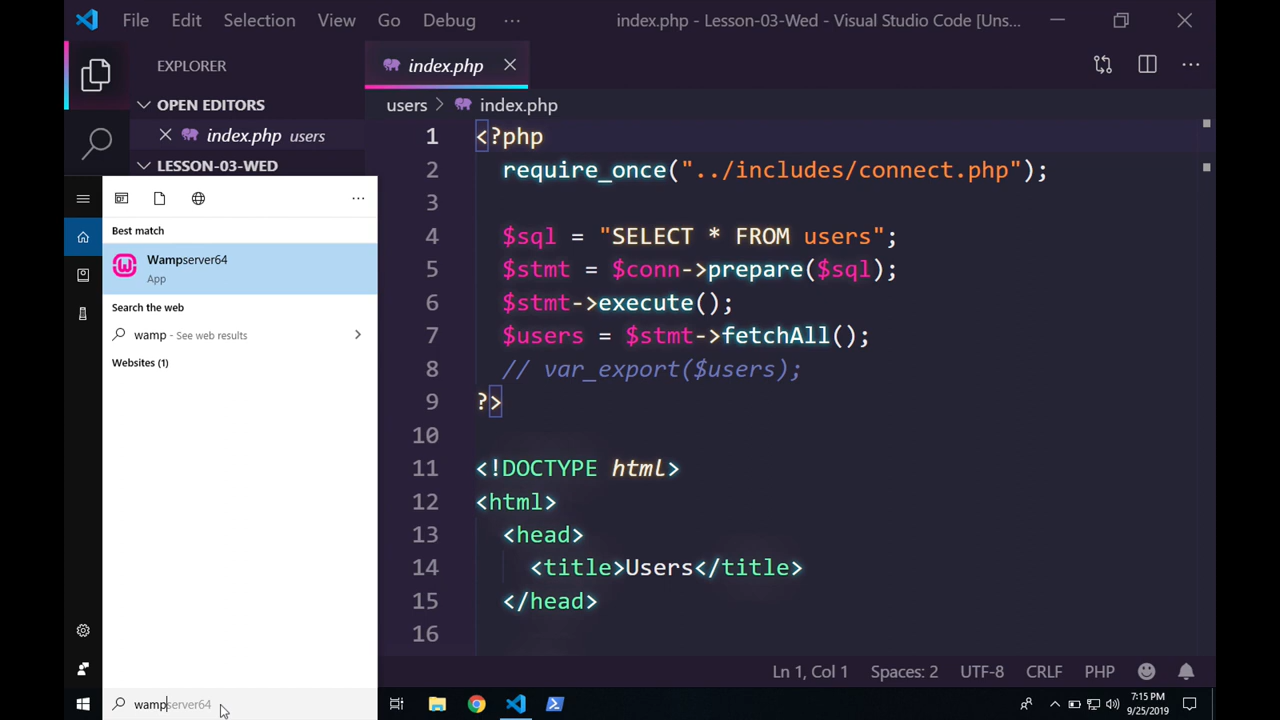 File Edit Selection View Go Debug ··· index.php - Lesson-03-Wed - Visual Studio Code [Uns...
EXPLORER
index.php
OPEN EDITORS
users > index.php
index.php users
LESSON-03-WED
1 <?php
2 require_once("../includes/connect.php");
3
4 $sql = "SELECT * FROM users";
5 $stmt = $conn->prepare($sql);
6 $stmt->execute();
7 $users = $stmt->fetchAll();
8 // var_export($users);
9 ?>
10
11 <!DOCTYPE html>
12 <html>
13 <head>
14 <title>Users</title>
15 </head>
16
Best match
Wampserver64
App
Search the web
wamp - See web results
Websites (1)
Ln 1, Col 1 Spaces: 2 UTF-8 CRLF PHP
wampserver64
7:15 PM
9/25/2019